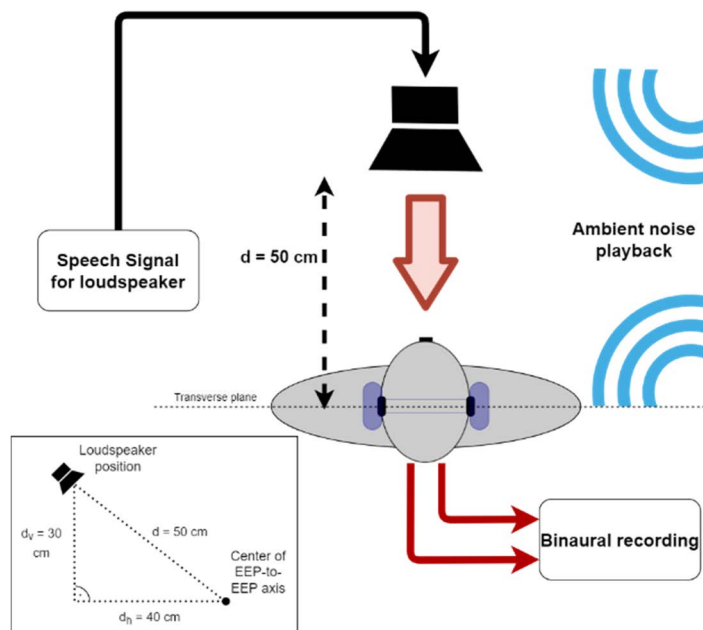 Speech Signal
for loudspeaker
d = 50 cm
Ambient noise
playback
Transverse plane
Loudspeaker
position
dᵥ = 30
cm
d = 50 cm
Center of
EEP-to-
EEP axis
dₕ = 40 cm
Binaural recording